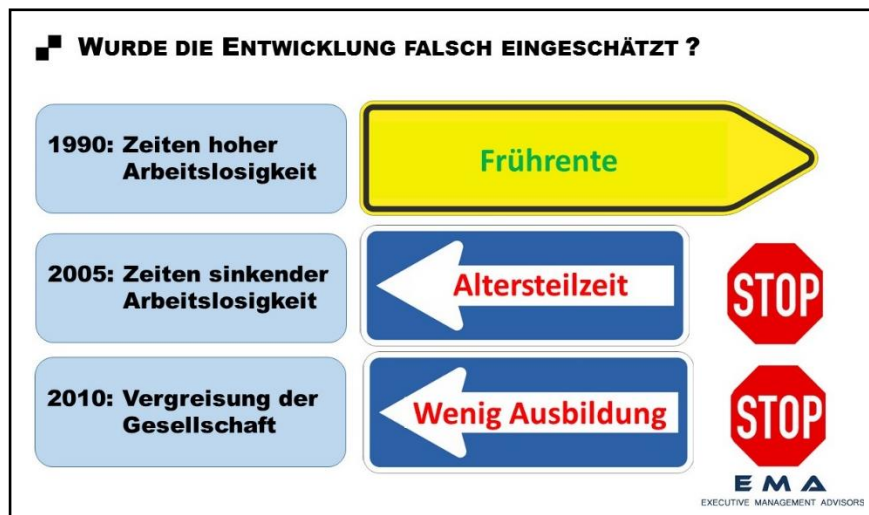 WURDE DIE ENTWICKLUNG FALSCH EINGESCHÄTZT ?
1990: Zeiten hoher
Arbeitslosigkeit
Frührente
2005: Zeiten sinkender
Arbeitslosigkeit
Altersteilzeit
STOP
2010: Vergreisung der
Gesellschaft
Wenig Ausbildung
STOP
EMA
EXECUTIVE MANAGEMENT ADVISORS